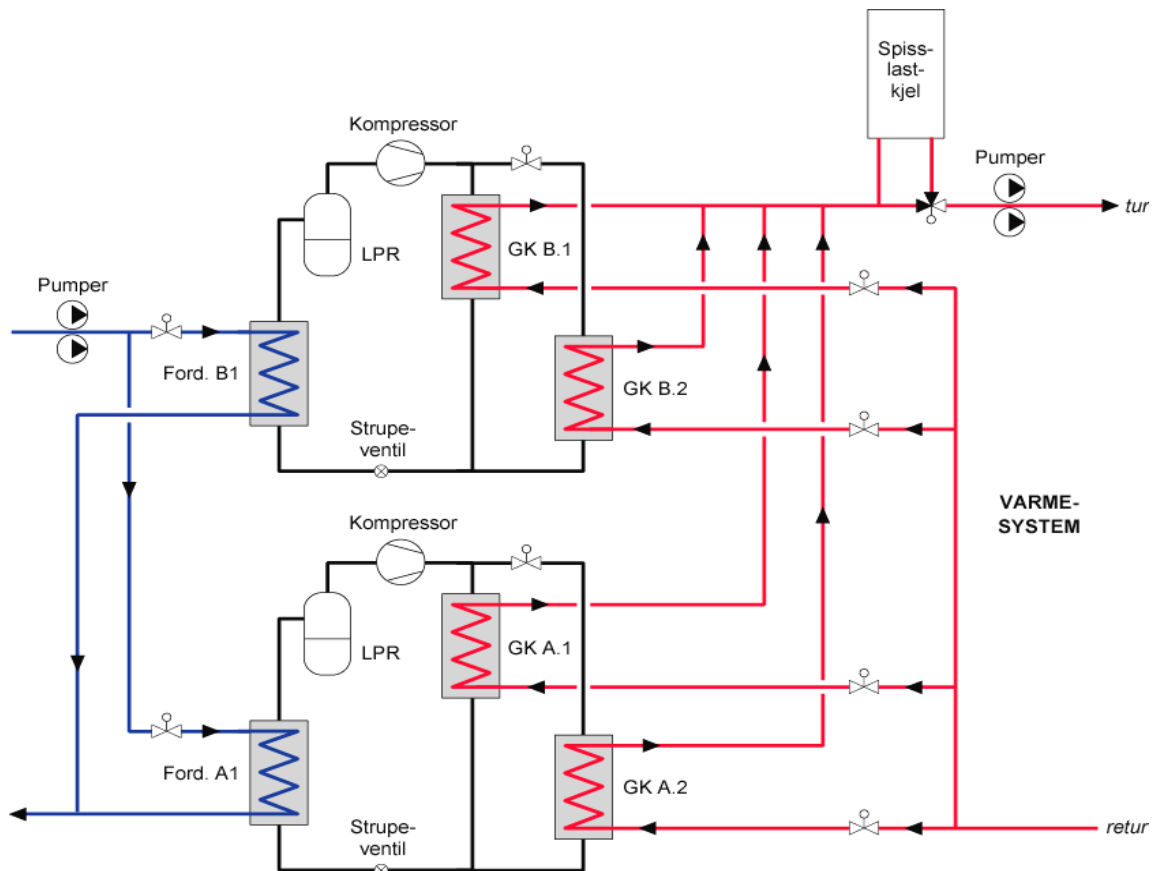 Spiss-
last-
kjel
Kompressor
Pumper
tur
GK B.1
LPR
Pumper
Ford. B1
GK B.2
Strupe-
ventil
VARME-
SYSTEM
Kompressor
GK A.1
LPR
Ford. A1
GK A.2
Strupe-
ventil
retur